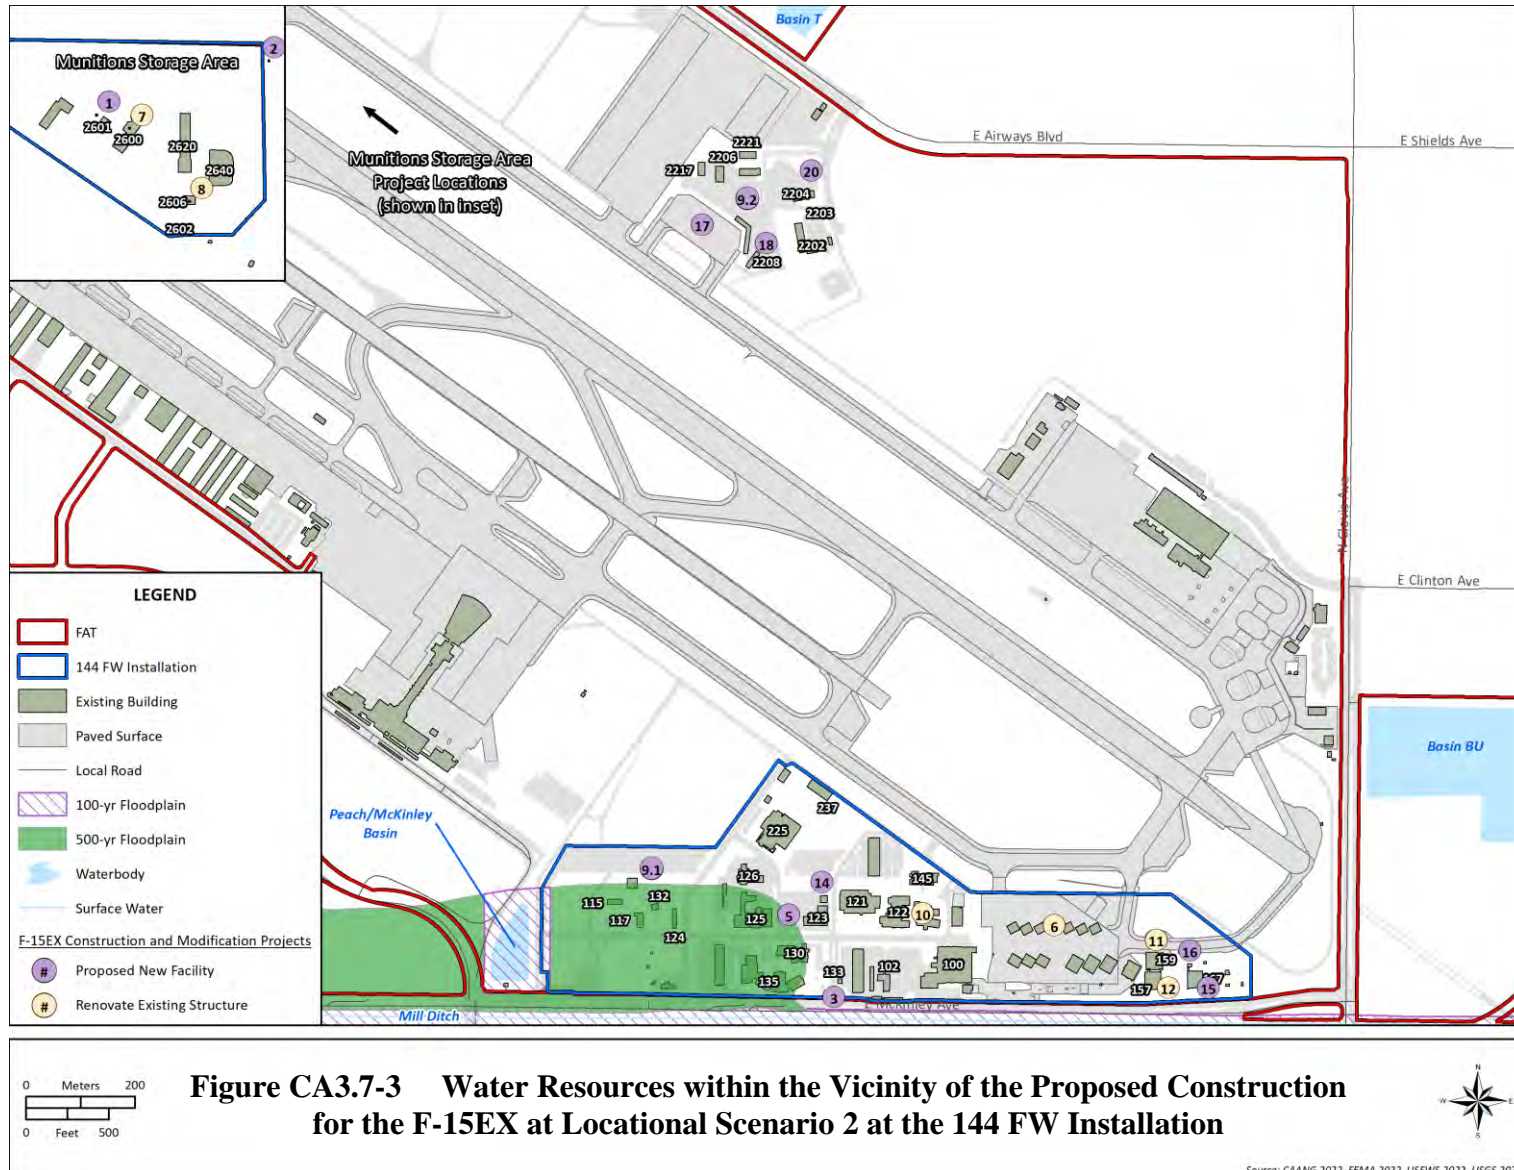 Basin T
Munitions Storage Area
2
1
7
2601
2600
2620
2640
8
2606
2602
Munitions Storage Area
Project Locations
(shown in inset)
E Airways Blvd
E Shields Ave
2221
2206
2217
20
2204
9.2
2203
17
18
2202
2208
N Clovis Ave
E Clinton Ave
Basin BU
LEGEND
FAT
144 FW Installation
Existing Building
Paved Surface
Local Road
100-yr Floodplain
500-yr Floodplain
Waterbody
Surface Water
F-15EX Construction and Modification Projects
# Proposed New Facility
# Renovate Existing Structure
Peach/McKinley
Basin
237
225
9.1
126
14
145
132
115
121
117
125
5
123
122
10
6
124
11
130
16
159
133
102
100
135
157
12
15
3
E McKinley Ave
Mill Ditch
0 Meters 200
0 Feet 500
Figure CA3.7-3 Water Resources within the Vicinity of the Proposed Construction
for the F-15EX at Locational Scenario 2 at the 144 FW Installation
N
W
E
S